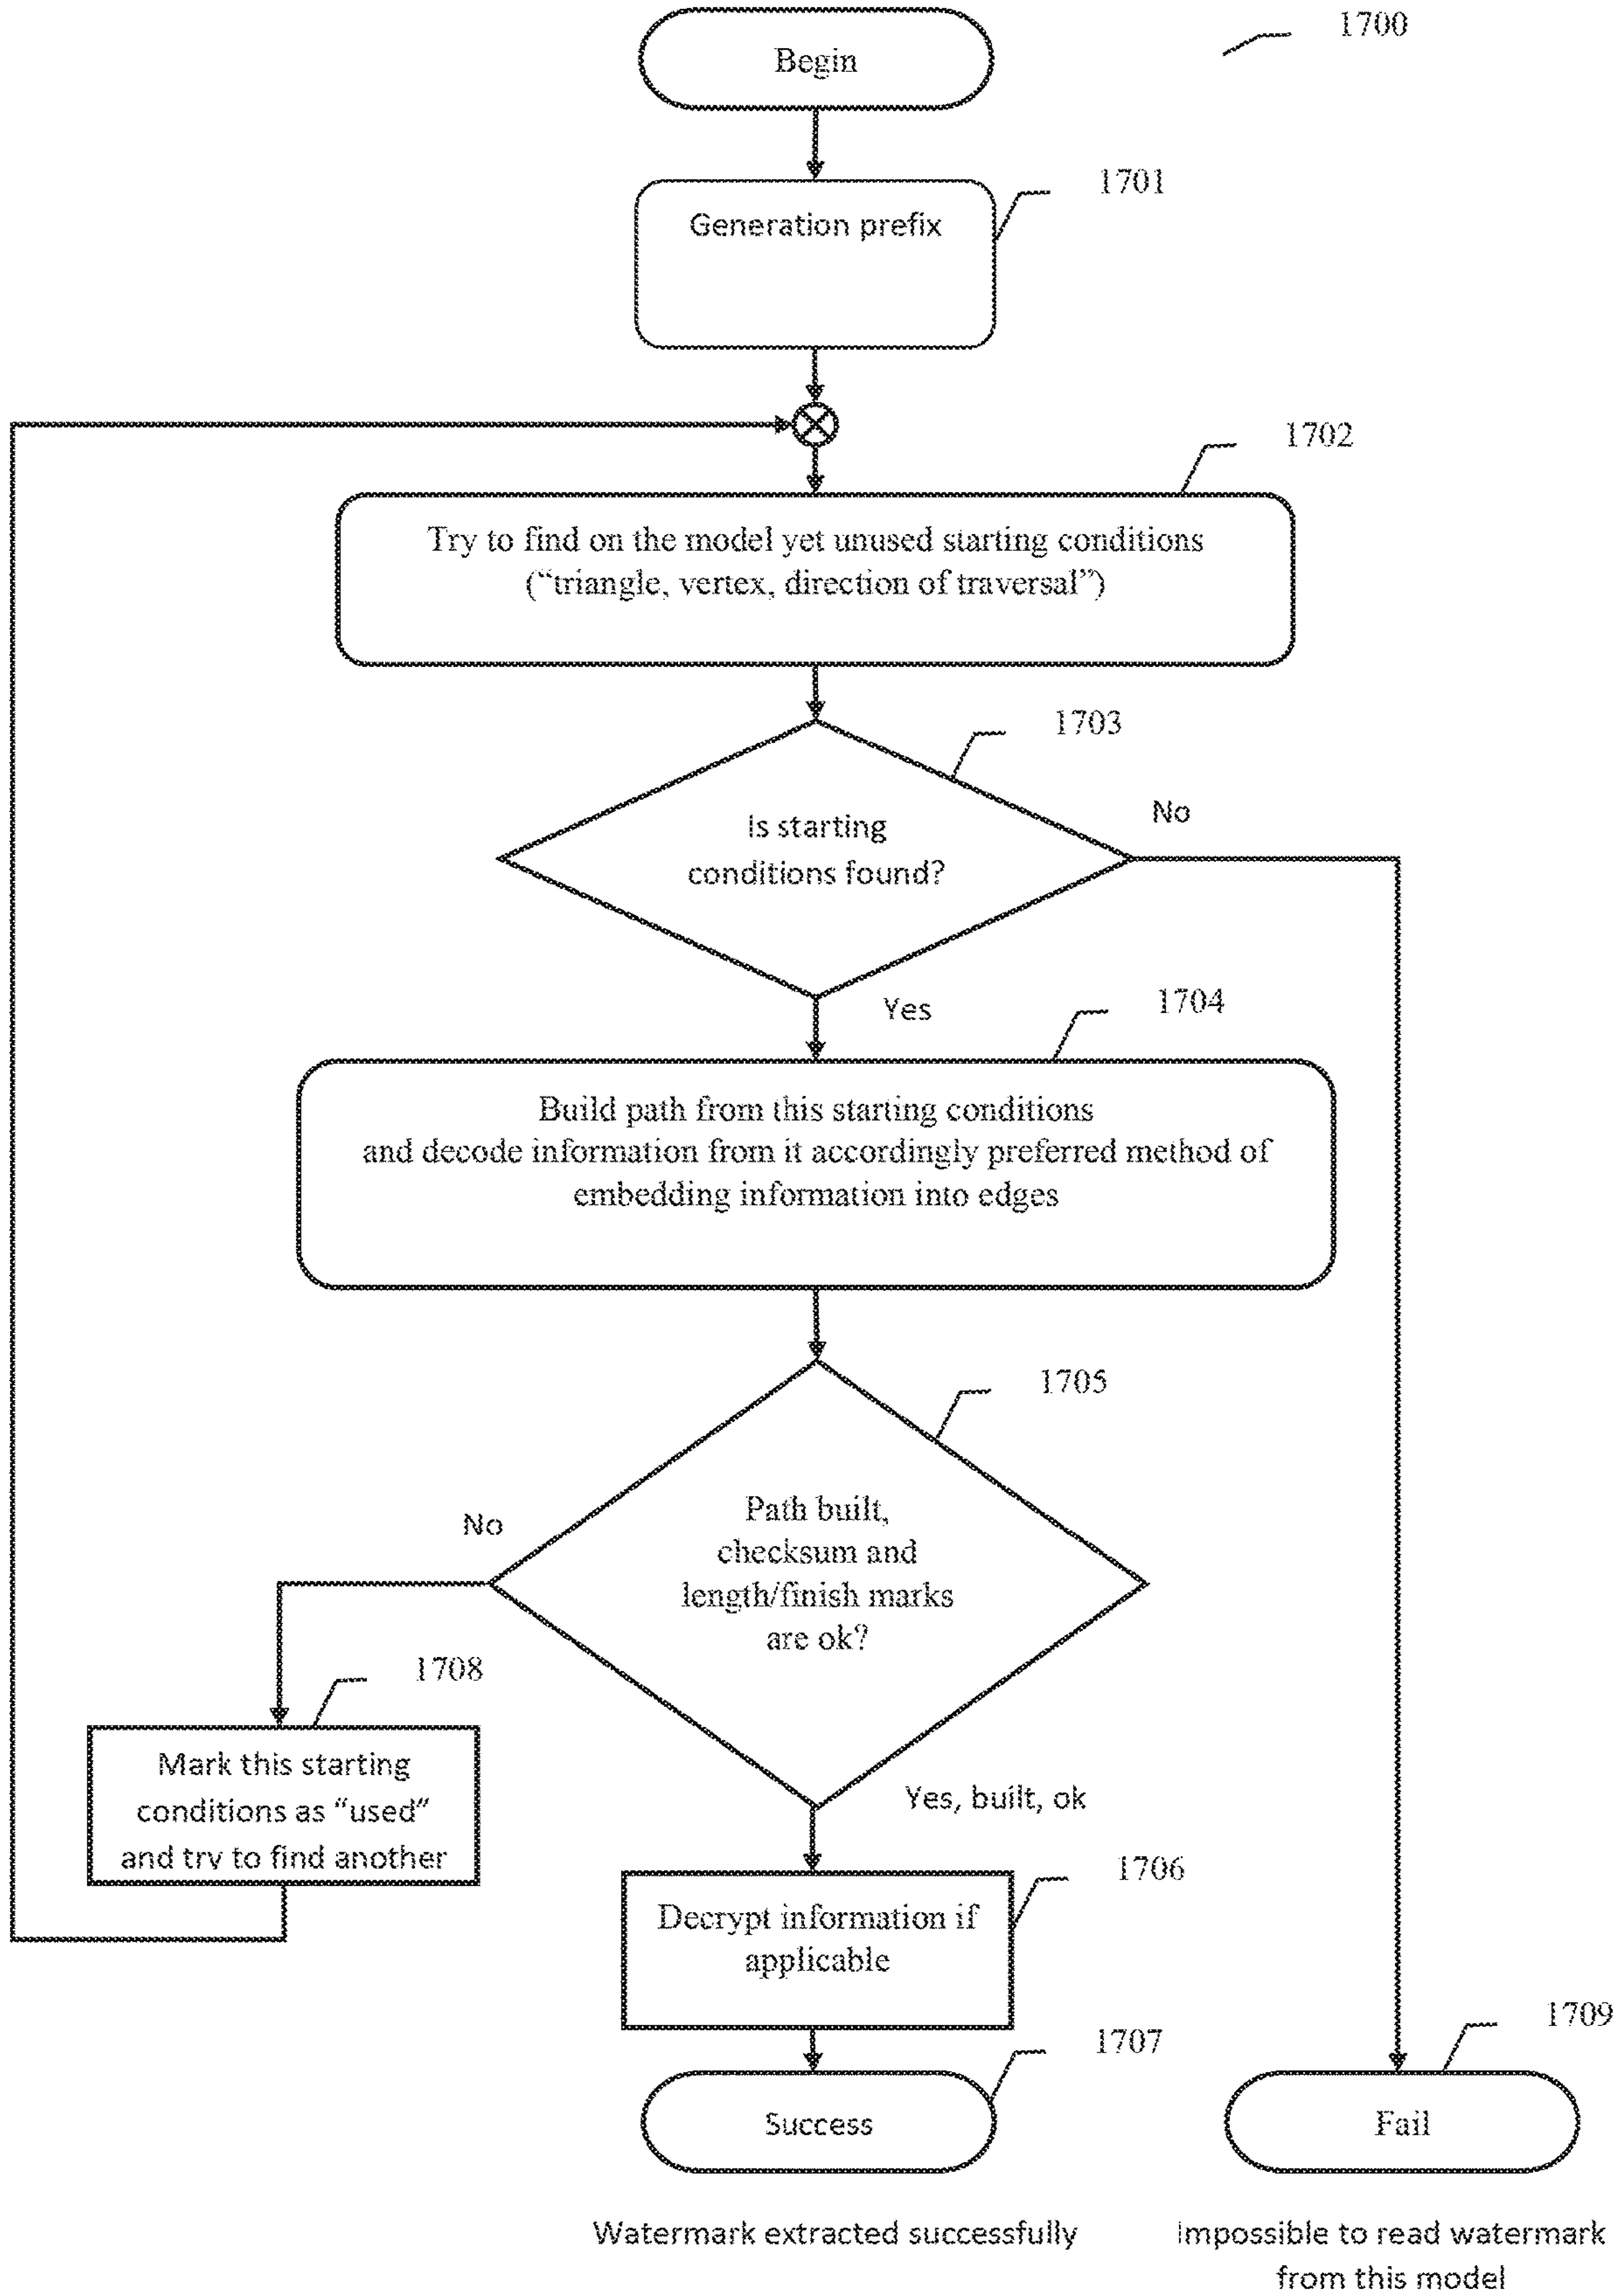 1700
Begin
1701
Generation prefix
1702
Try to find on the model yet unused starting conditions
(“triangle, vertex, direction of traversal”)
1703
No
Is starting
conditions found?
Yes
1704
Build path from this starting conditions
and decode information from it accordingly preferred method of
embedding information into edges
1705
No
Path built,
checksum and
length/finish marks
are ok?
1708
Mark this starting
conditions as “used”
and try to find another
Yes, built, ok
1706
Decrypt information if
applicable
1707
Success
1709
Fail
Watermark extracted successfully
Impossible to read watermark
from this model